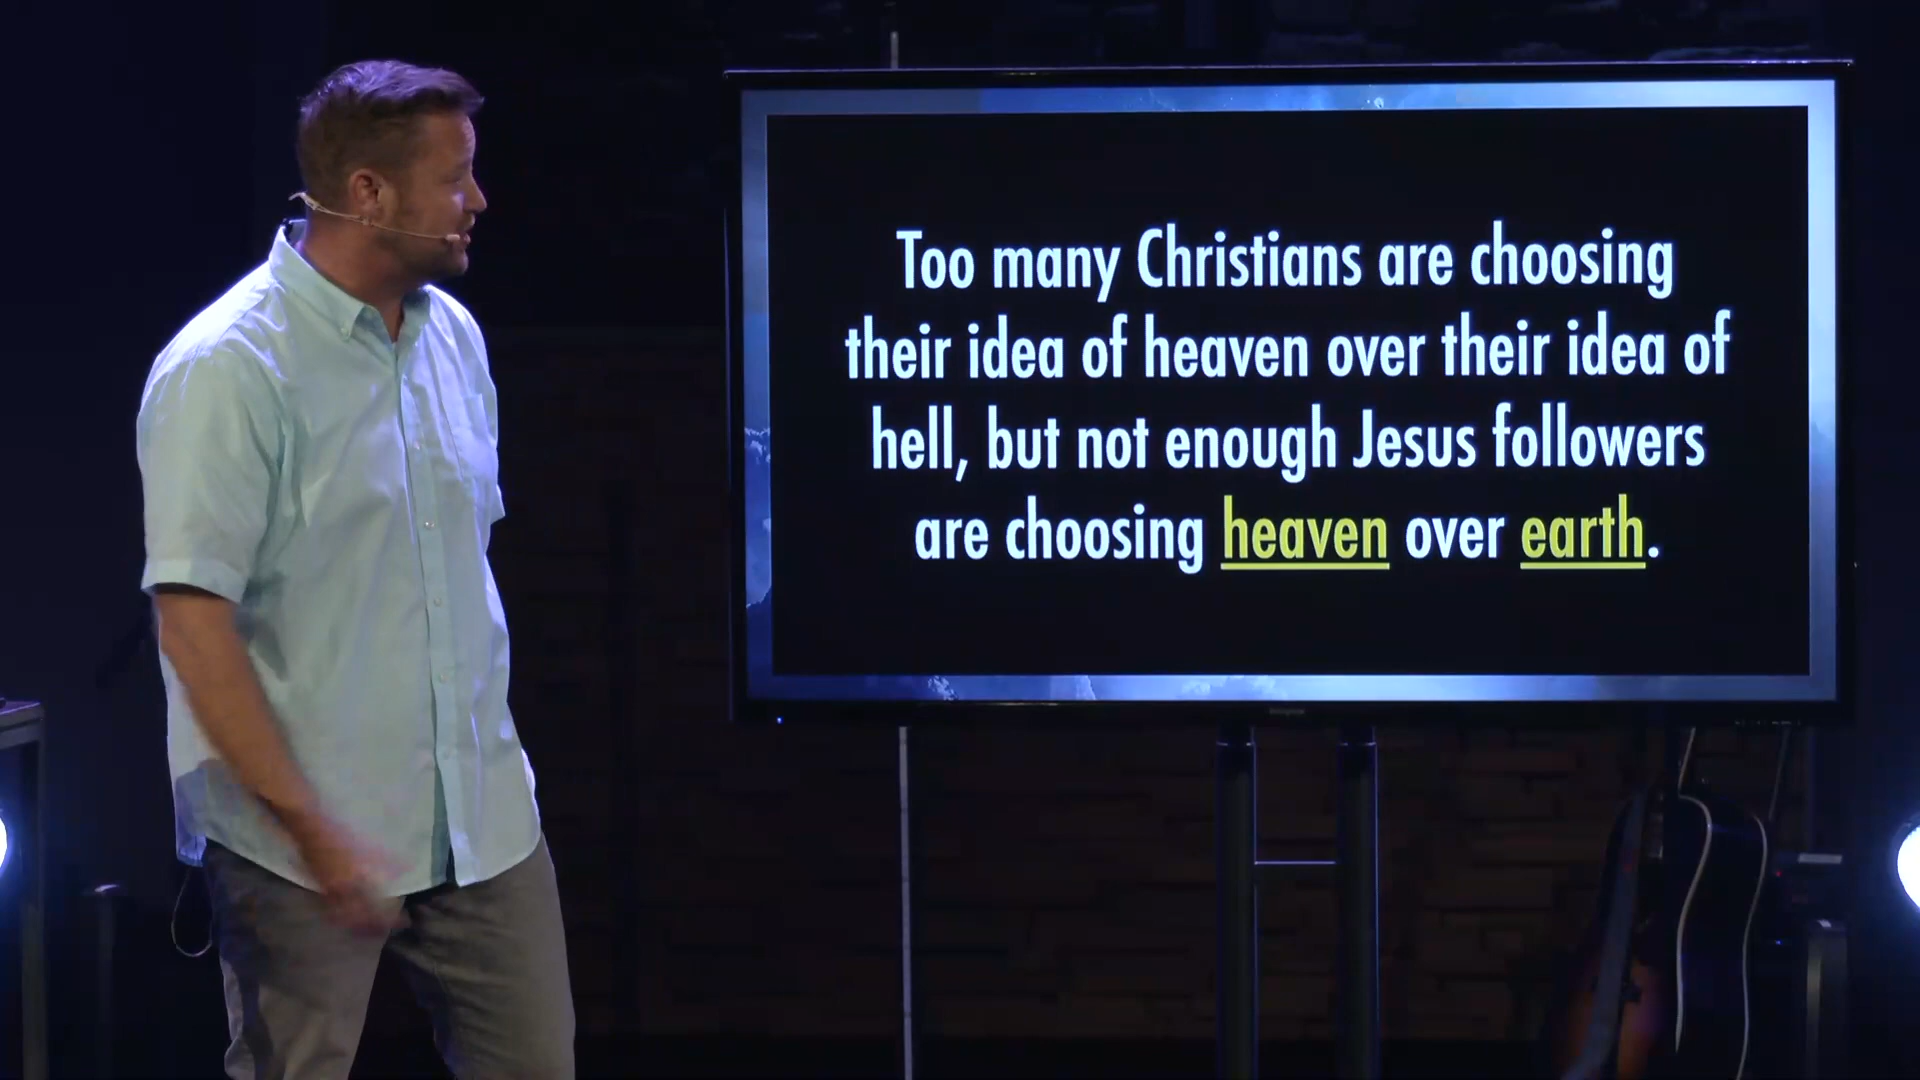 Too many Christians are choosing
their idea of heaven over their idea of
hell, but not enough Jesus followers
are choosing heaven over earth.